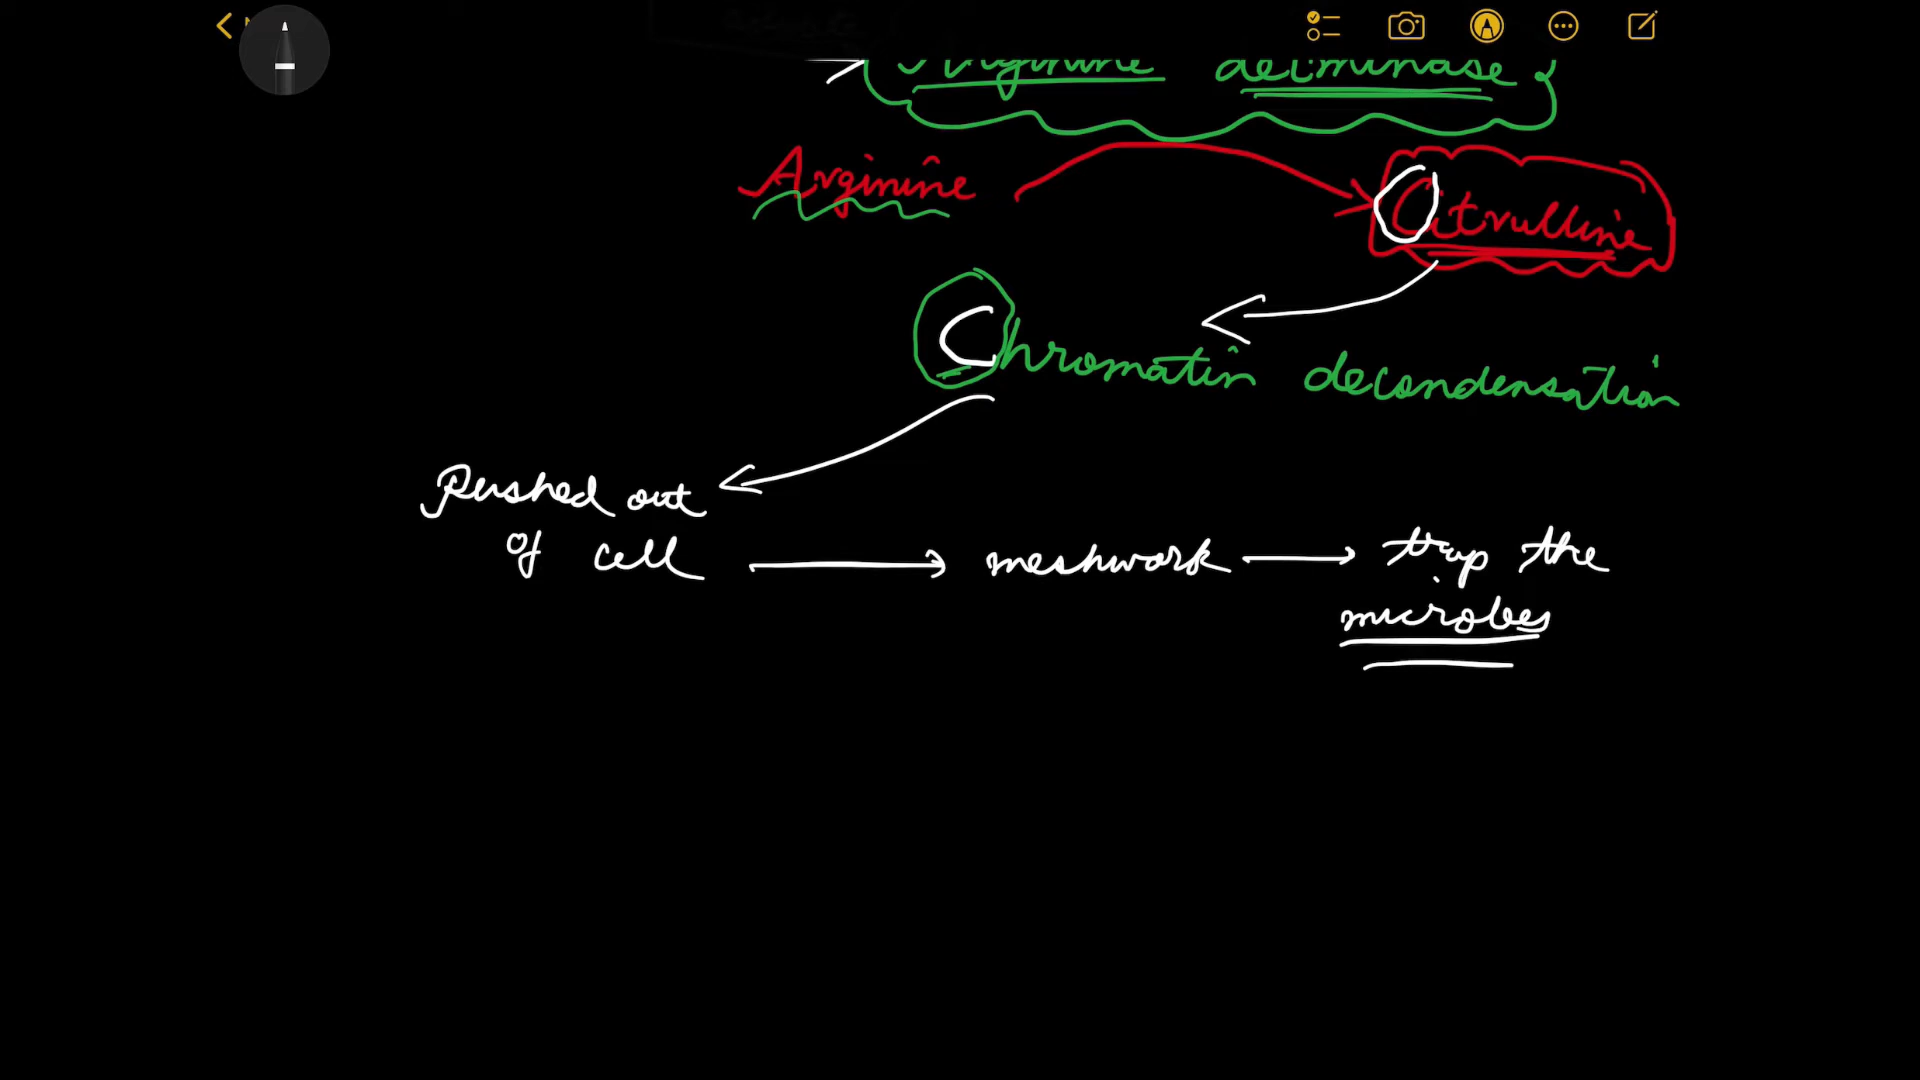 Arginine deiminase
Arginine
Citrulline
Chromatin decondensation
Pushed out
of cell
meshwork
trap the
microbes